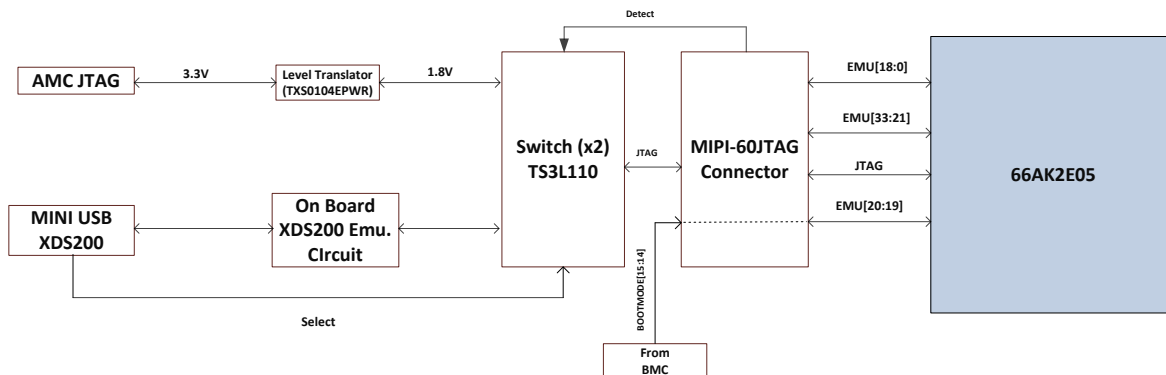 Detect
AMC JTAG
3.3V
Level Translator
(TXS0104EPWR)
1.8V
Switch (x2)
TS3L110
JTAG
MIPI-60JTAG
Connector
EMU[18:0]
EMU[33:21]
JTAG
EMU[20:19]
66AK2E05
MINI USB
XDS200
On Board
XDS200 Emu.
CIrcuit
Select
BOOTMODE[15:14]
From
BMC